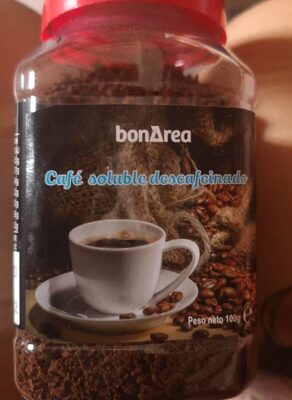 bonÀrea
Café soluble descafeinado
Peso neto 100g ℮